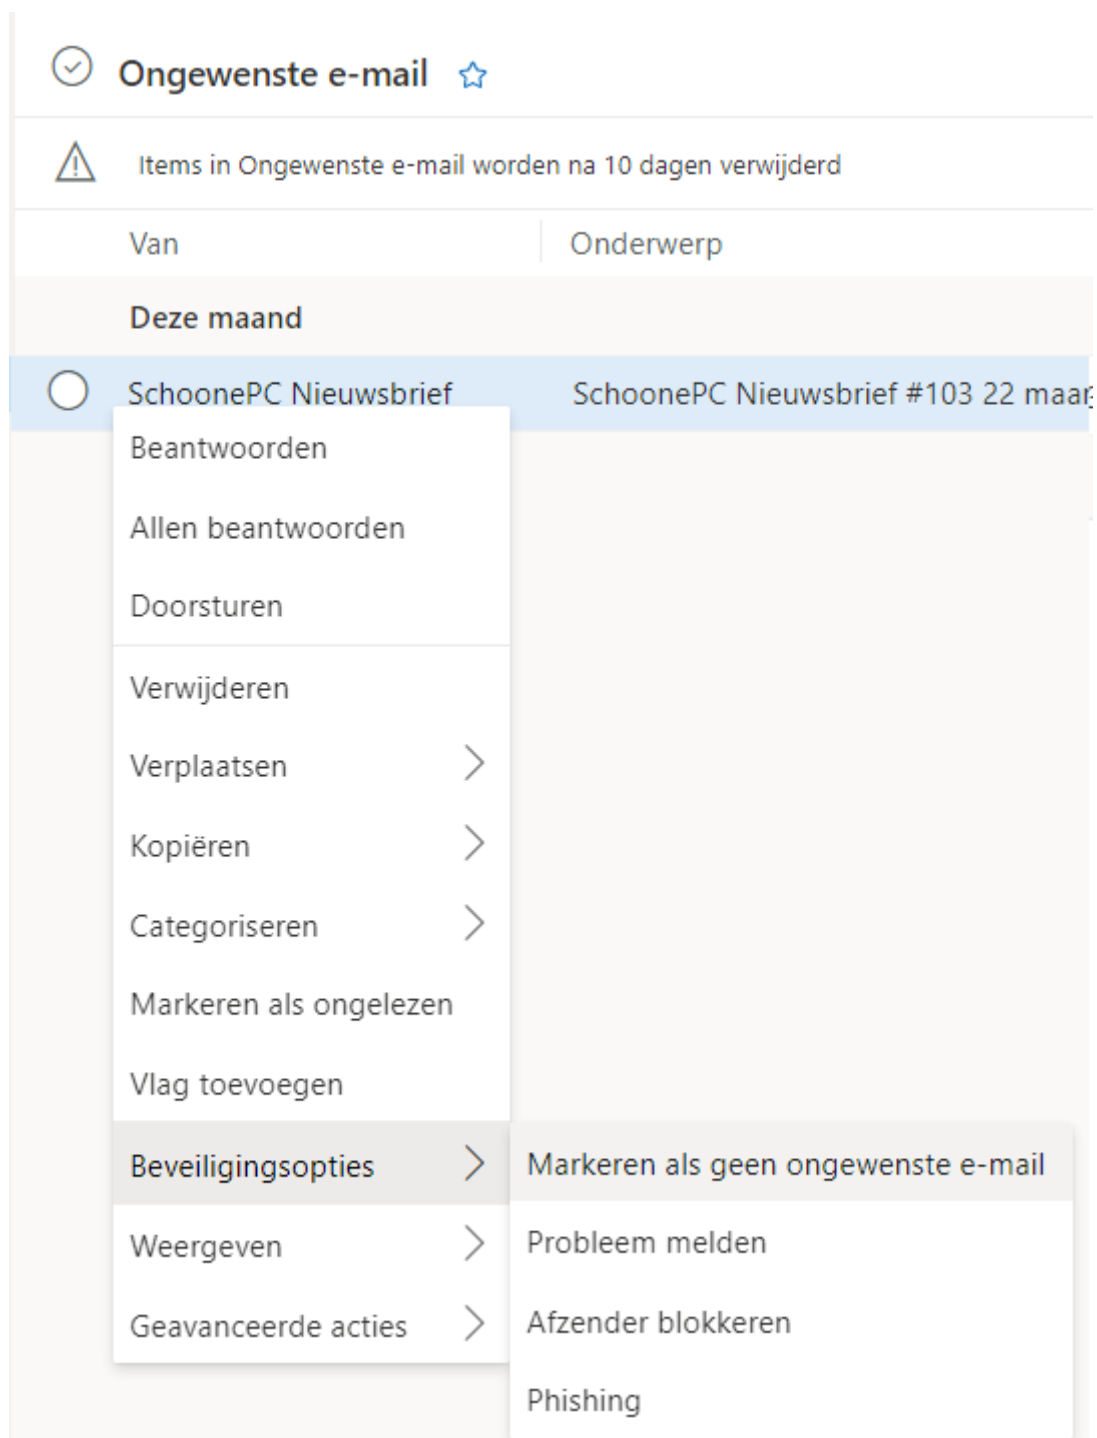 Ongewenste e-mail
Items in Ongewenste e-mail worden na 10 dagen verwijderd
Van Onderwerp
Deze maand
SchoonePC Nieuwsbrief SchoonePC Nieuwsbrief #103 22
Beantwoorden
Allen beantwoorden
Doorsturen
Verwijderen
Verplaatsen
Kopiëren
Categoriseren
Markeren als ongelezen
Vlag toevoegen
Beveiligingsopties
Markeren als geen ongewenste e-mail
Weergeven
Probleem melden
Geavanceerde acties
Afzender blokkeren
Phishing